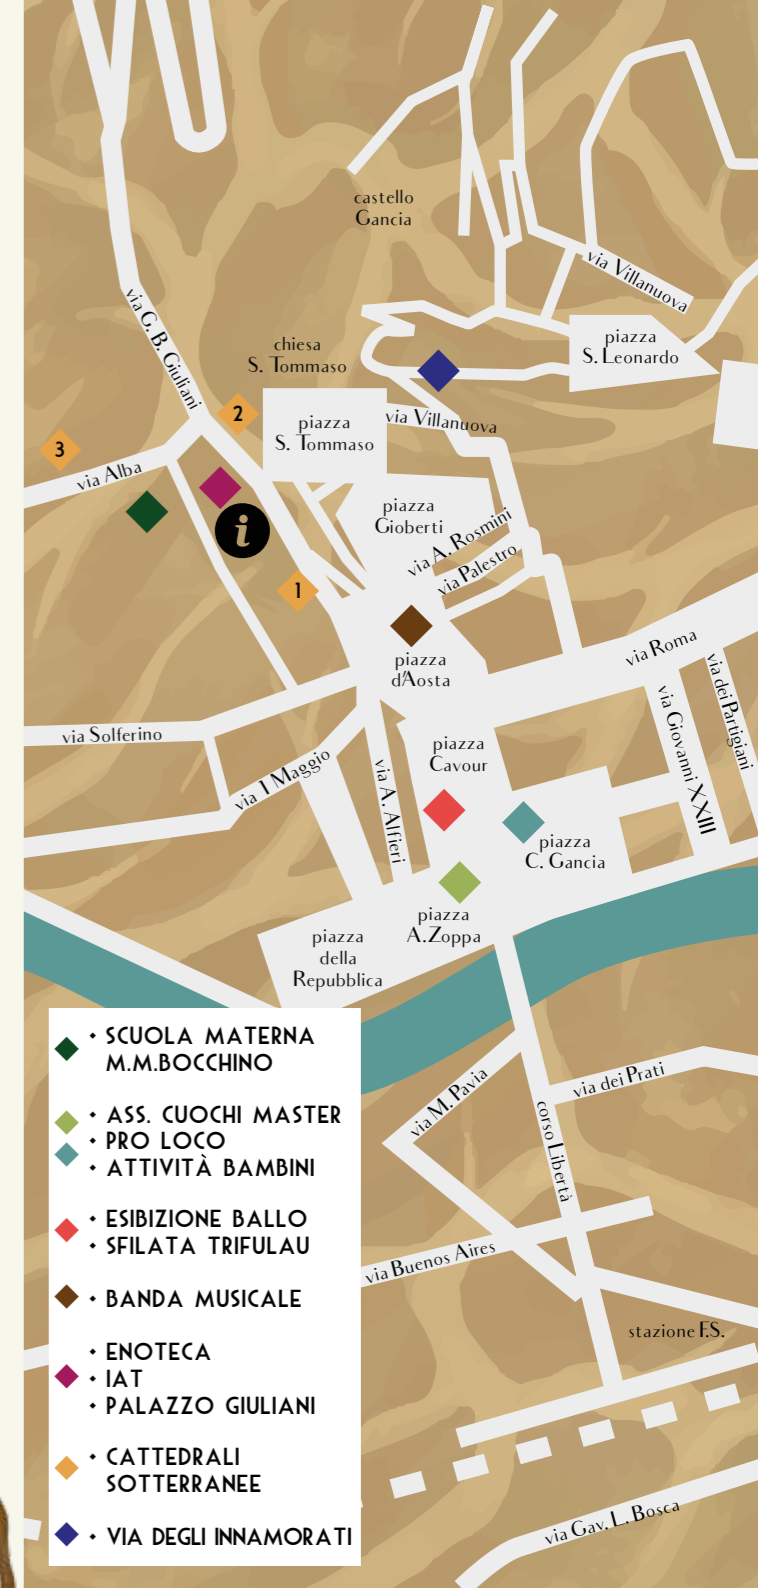 castello
Gancia
via Villanuova
via G. B. Giuliani
piazza
S. Leonardo
chiesa
S. Tommaso
2
piazza
S. Tommaso
via Villanuova
3
via Alba
i
piazza
Gioberti
via A. Rosmini
via Palestro
1
piazza
d'Aosta
via Roma
via dei Partigiani
via Giovanni XXIII
via Solferino
via I Maggio
via A. Alfieri
piazza
Cavour
piazza
C. Gancia
piazza
A.Zoppa
piazza
della
Repubblica
• SCUOLA MATERNA
M.M.BOCCHINO
• ASS. CUOCHI MASTER
• PRO LOCO
• ATTIVITÀ BAMBINI
• ESIBIZIONE BALLO
• SFILATA TRIFULAU
• BANDA MUSICALE
• ENOTECA
• IAT
• PALAZZO GIULIANI
• CATTEDRALI
SOTTERRANEE
• VIA DEGLI INNAMORATI
via M. Pavia
via dei Prati
corso Libertà
via Buenos Aires
stazione F.S.
via Gav. L. Bosca